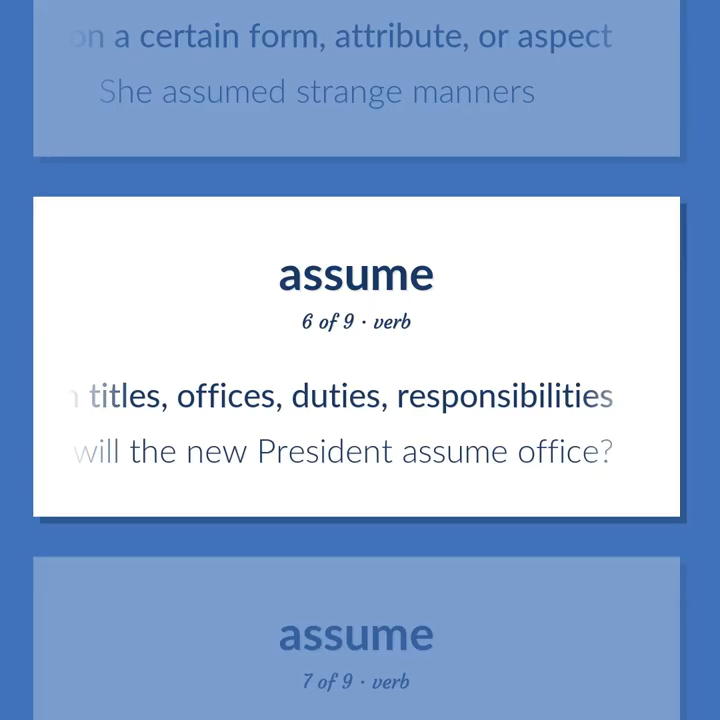 on a certain form, attribute, or aspect
She assumed strange manners
assume
6 of 9 · verb
titles, offices, duties, responsibilities
will the new President assume office?
assume
7 of 9 · verb